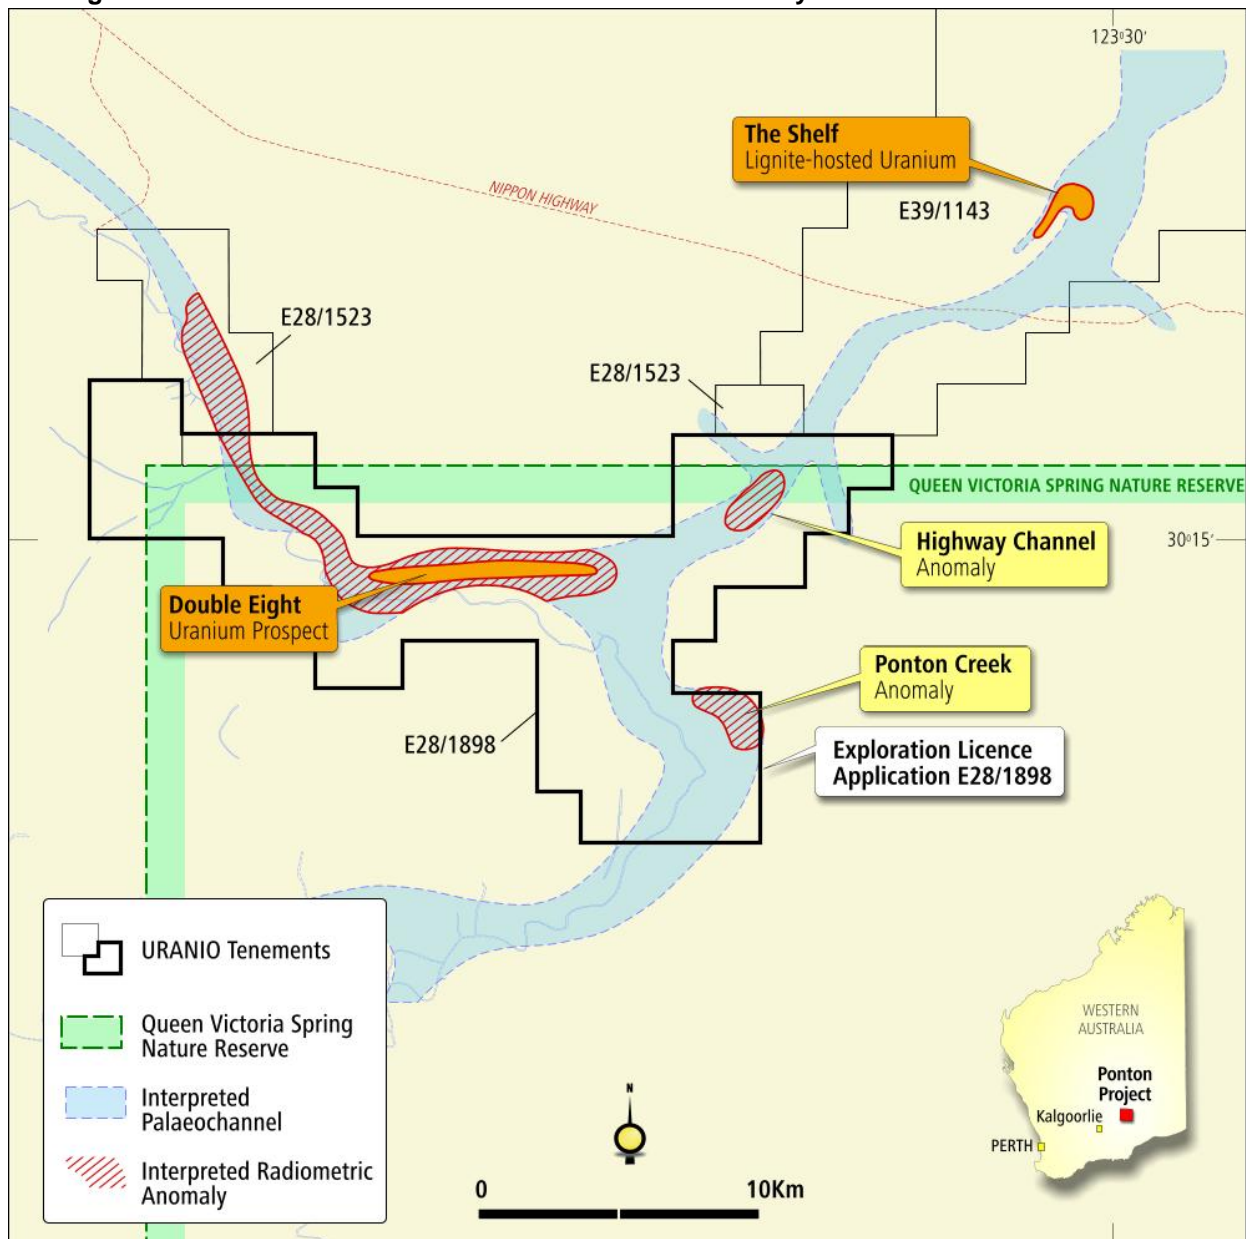 123°30'
The Shelf
Lignite-hosted Uranium
NIPPON HIGHWAY
E39/1143
E28/1523
E28/1523
QUEEN VICTORIA SPRING NATURE RESERVE
Highway Channel
Anomaly
30°15'
Double Eight
Uranium Prospect
Ponton Creek
Anomaly
E28/1898
Exploration Licence
Application E28/1898
URANIO Tenements
Queen Victoria Spring
Nature Reserve
Interpreted
Palaeochannel
Interpreted Radiometric
Anomaly
N
0 10Km
WESTERN
AUSTRALIA
Ponton
Project
Kalgoorlie
PERTH